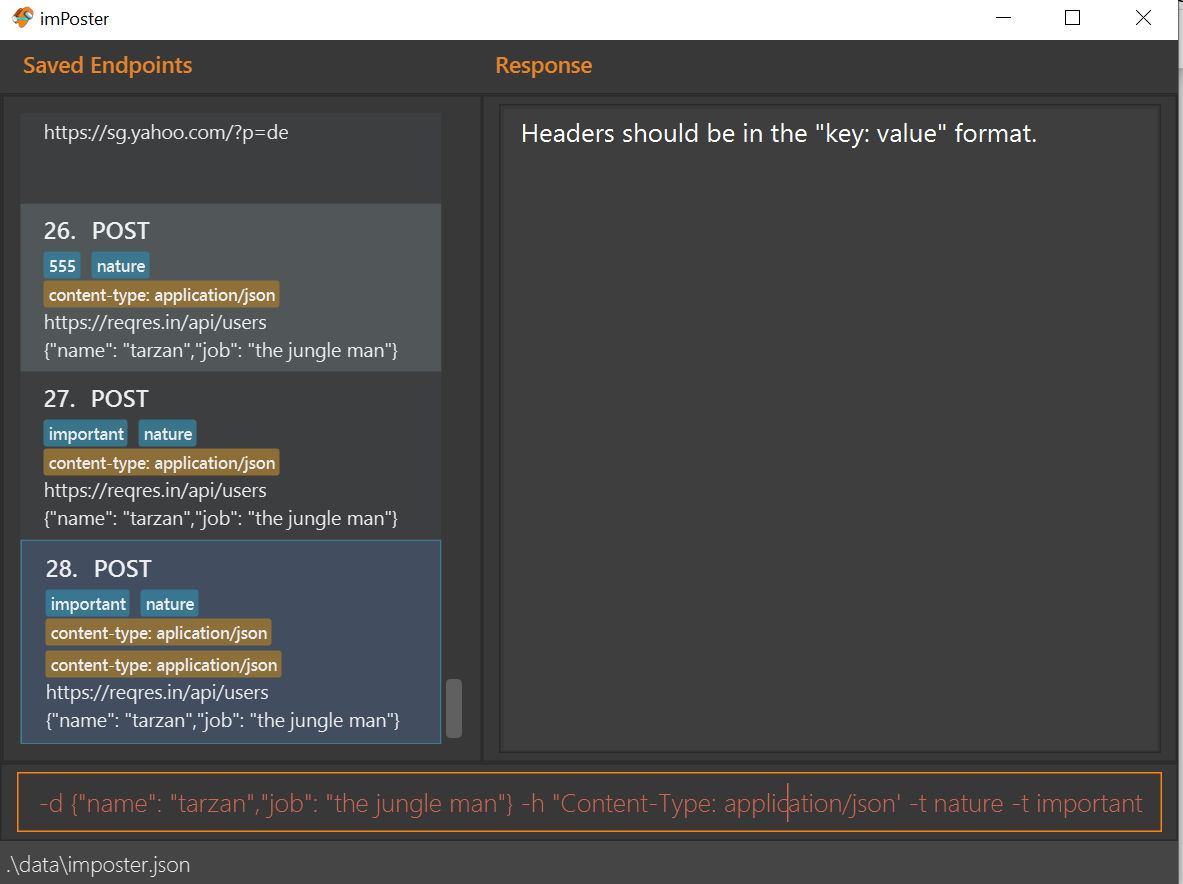 imPoster
Saved Endpoints
Response
https://sg.yahoo.com/?p=de
26. POST
555 nature
content-type: application/json
https://reqres.in/api/users
{"name": "tarzan","job": "the jungle man"}
27. POST
important nature
content-type: application/json
https://reqres.in/api/users
{"name": "tarzan","job": "the jungle man"}
28. POST
important nature
content-type: aplication/json
content-type: application/json
https://reqres.in/api/users
{"name": "tarzan","job": "the jungle man"}
Headers should be in the "key: value" format.
-d {"name": "tarzan","job": "the jungle man"} -h "Content-Type: application/json' -t nature -t important
.\data\imposter.json